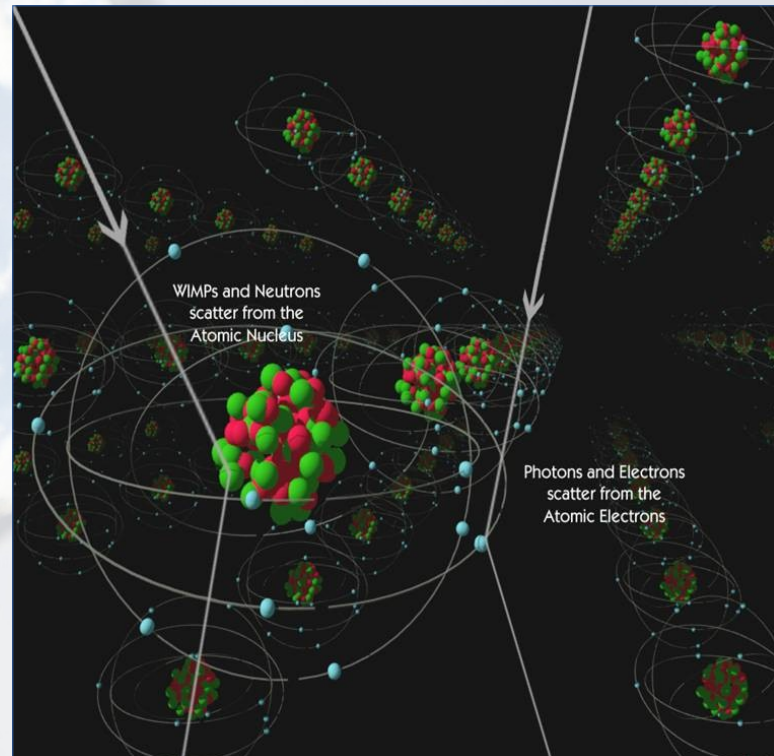 WIMPs and Neutrons
scatter from the
Atomic Nucleus
Photons and Electrons
scatter from the
Atomic Electrons